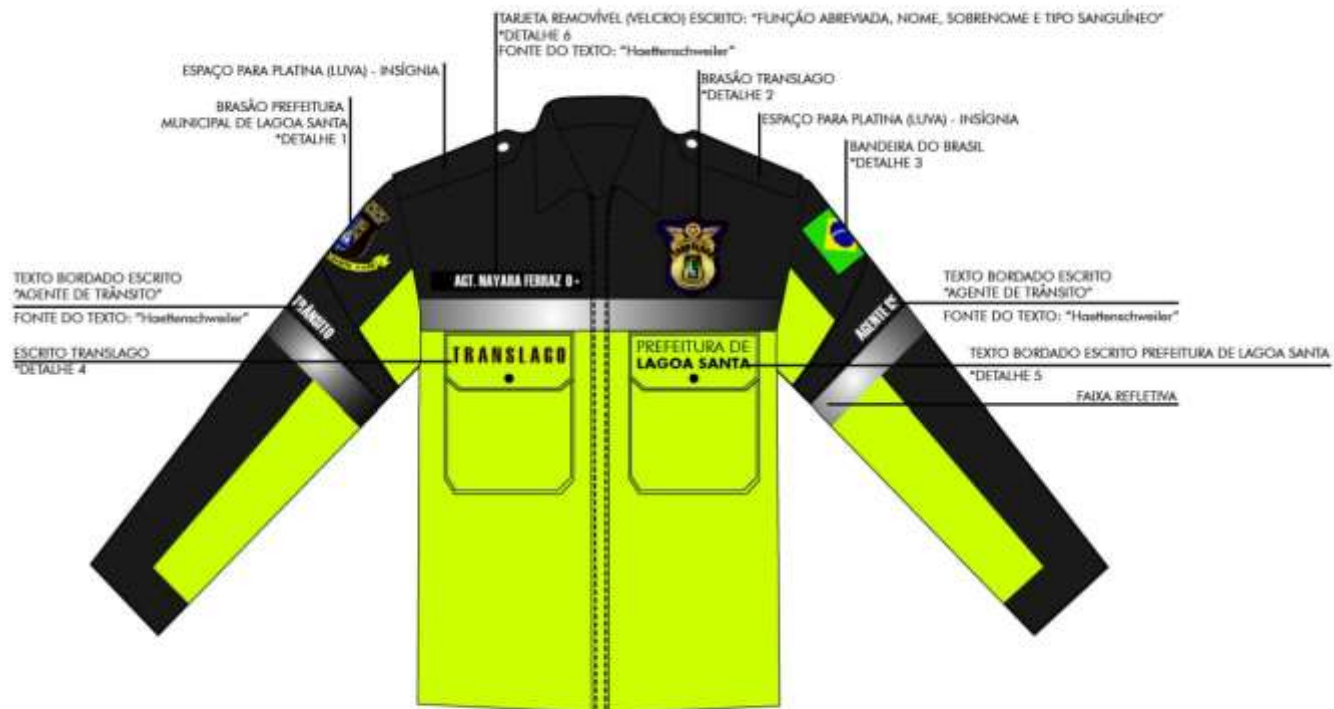 TARJETA REMOVÍVEL (VELCRO) ESCRITO: "FUNÇÃO ABREVIADA, NOME, SOBRENOME E TIPO SANGUÍNEO"
*DETALHE 6
FONTE DO TEXTO: "Haettenschweiler"
ESPAÇO PARA PLATINA (LUVA) - INSÍGNIA
BRASÃO TRANSLAGO
*DETALHE 2
BRASÃO PREFEITURA
MUNICIPAL DE LAGOA SANTA
*DETALHE 1
ESPAÇO PARA PLATINA (LUVA) - INSÍGNIA
BANDEIRA DO BRASIL
*DETALHE 3
TEXTO BORDADO ESCRITO
"AGENTE DE TRÂNSITO"
FONTE DO TEXTO: "Haettenschweiler"
ACT. NAYARA FERRAZ O+
TEXTO BORDADO ESCRITO
"AGENTE DE TRÂNSITO"
FONTE DO TEXTO: "Haettenschweiler"
TRÂNSITO
AGENTE DE
ESCRITO TRANSLAGO
*DETALHE 4
TRANSLAGO
PREFEITURA DE
LAGOA SANTA
TEXTO BORDADO ESCRITO PREFEITURA DE LAGOA SANTA
*DETALHE 5
FAIXA REFLETIVA